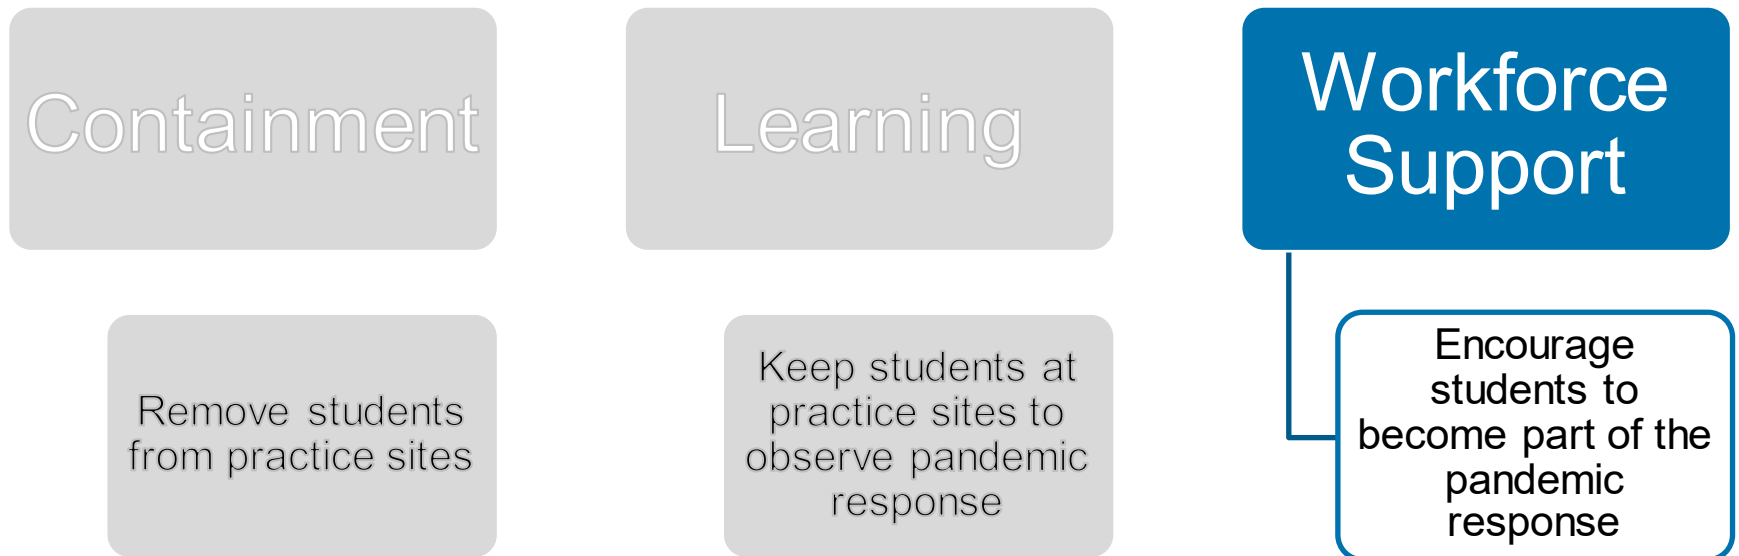 Containment
Remove students
from practice sites
Learning
Keep students at
practice sites to
observe pandemic
response
Workforce
Support
Encourage
students to
become part of the
pandemic
response